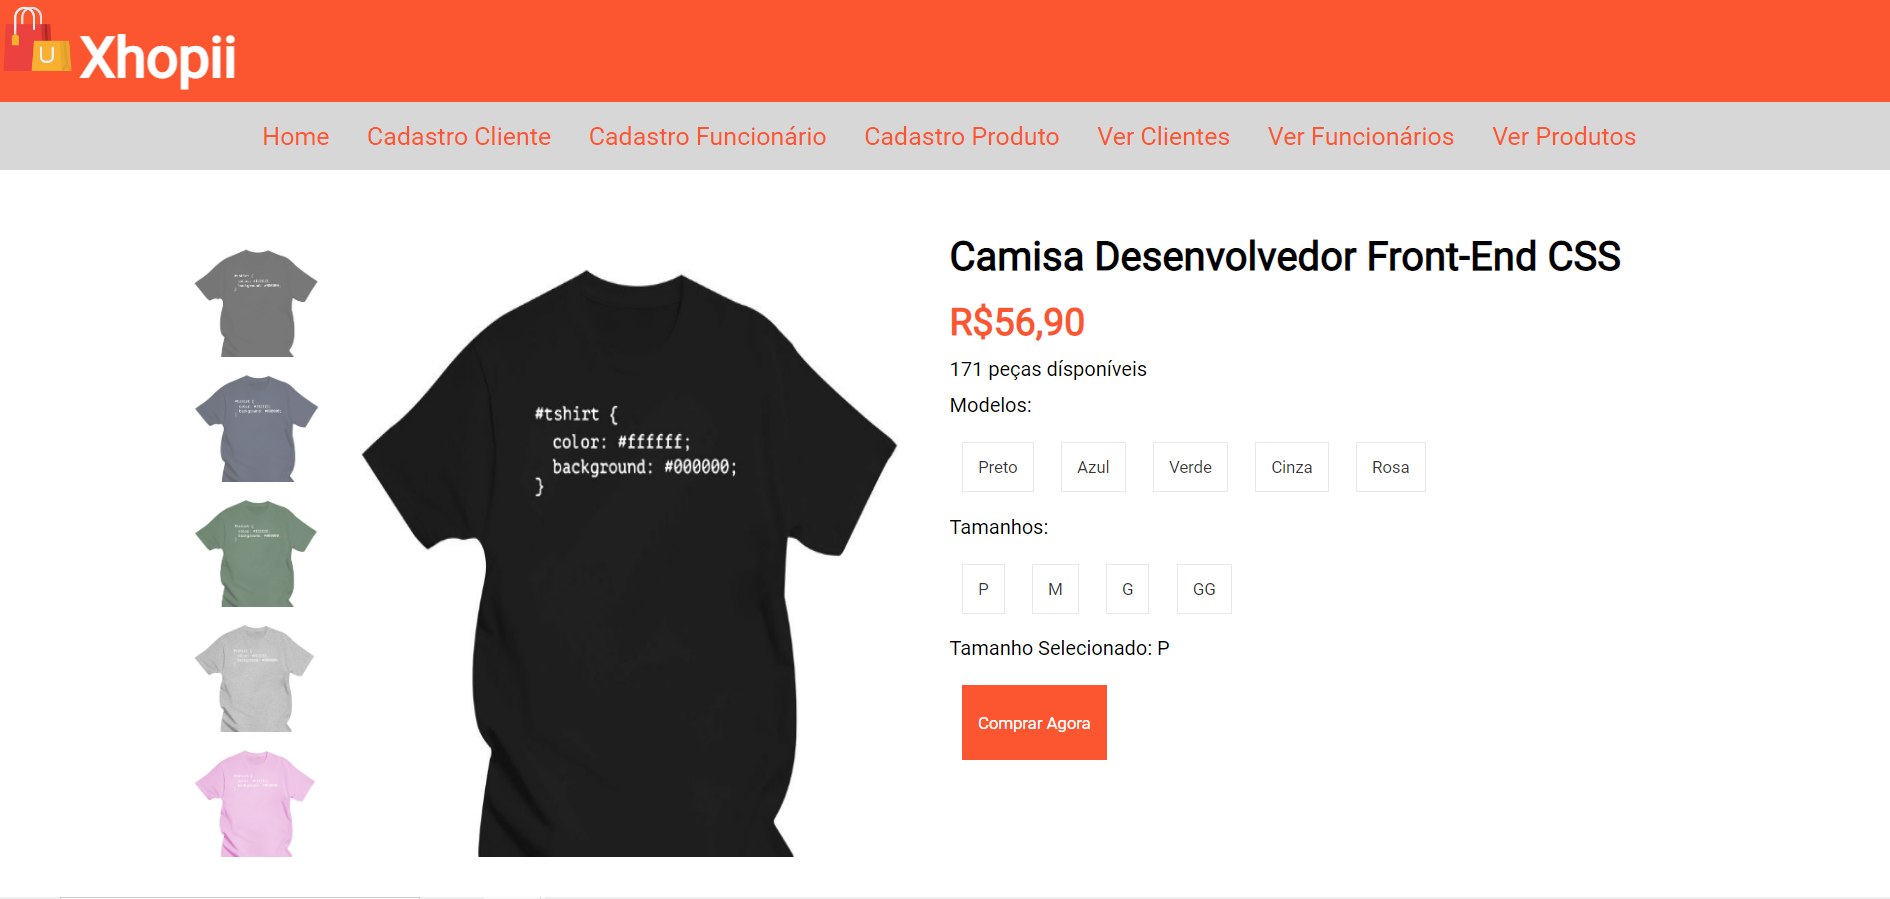 Xhopii
Home Cadastro Cliente Cadastro Funcionário Cadastro Produto Ver Clientes Ver Funcionários Ver Produtos
Camisa Desenvolvedor Front-End CSS
R$56,90
171 peças dísponíveis
Modelos:
Preto Azul Verde Cinza Rosa
Tamanhos:
P M G GG
Tamanho Selecionado: P
Comprar Agora
#tshirt {
color: #ffffff;
background: #000000;
}